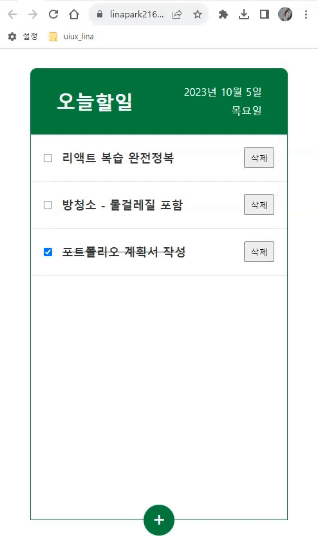 linapark216...
설정
uiux_lina
오늘할일
2023년 10월 5일
목요일
리액트 복습 완전정복
삭제
방청소 - 물걸레질 포함
삭제
포트폴리오 계획서 작성
삭제
+